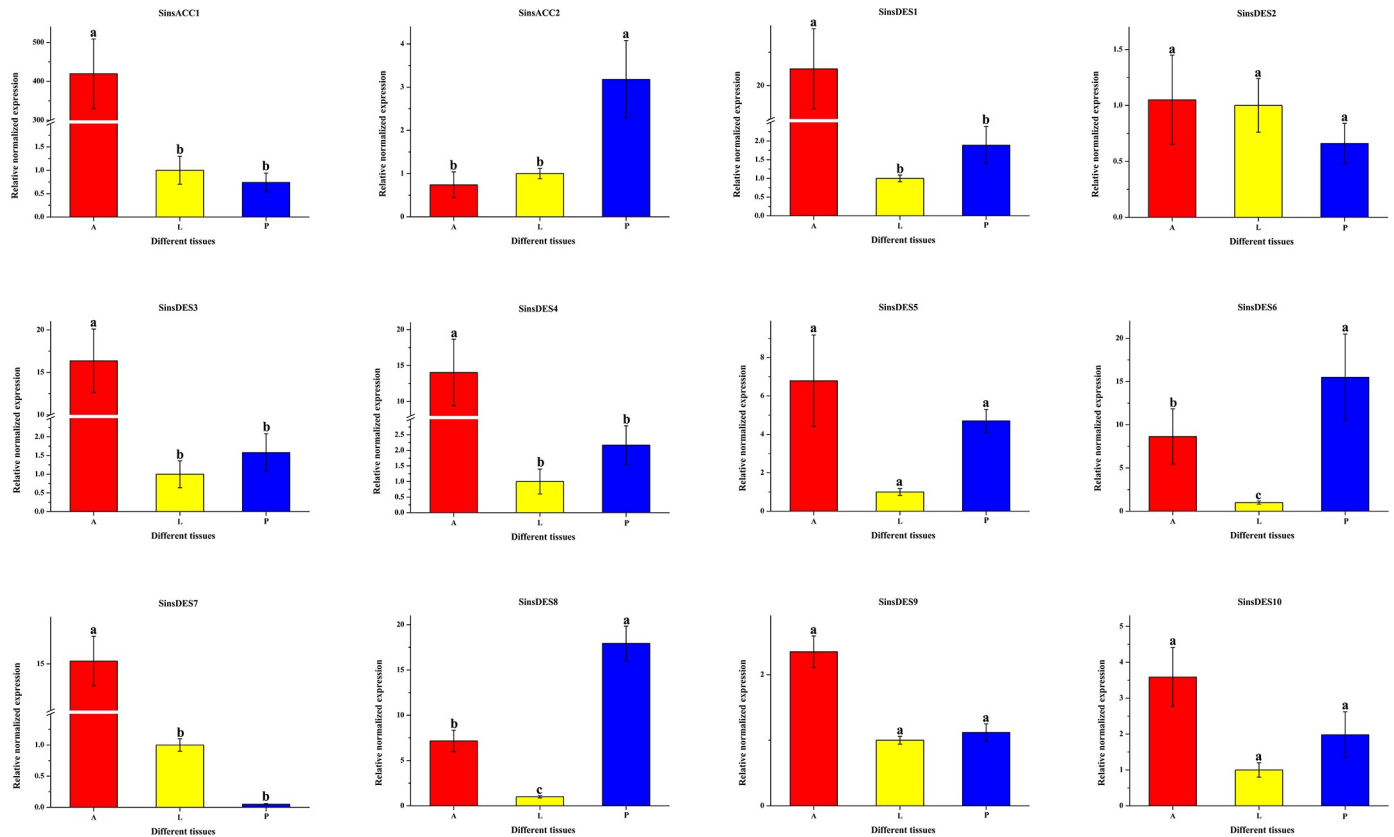 SinsACC1
a
500
400
300
1.5
1.0
0.5
0.0
b
b
A
L
P
Relative normalized expression
Different tissues
SinsACC2
4
3
2
1
0
b
b
a
A
L
P
Relative normalized expression
Different tissues
SinsDES1
20
2.0
1.5
1.0
0.5
0.0
a
b
b
A
L
P
Relative normalized expression
Different tissues
SinsDES2
1.5
1.0
0.5
0.0
a
a
a
A
L
P
Relative normalized expression
Different tissues
SinsDES3
20
15
10
2.0
1.5
1.0
0.5
0.0
a
b
b
A
L
P
Relative normalized expression
Different tissues
SinsDES4
20
15
10
2.5
2.0
1.5
1.0
0.5
0.0
a
b
b
A
L
P
Relative normalized expression
Different tissues
SinsDES5
8
6
4
2
0
a
a
a
A
L
P
Relative normalized expression
Different tissues
SinsDES6
20
15
10
5
0
b
c
a
A
L
P
Relative normalized expression
Different tissues
SinsDES7
15
1.0
0.5
0.0
a
b
b
A
L
P
Relative normalized expression
Different tissues
SinsDES8
20
15
10
5
0
b
c
a
A
L
P
Relative normalized expression
Different tissues
SinsDES9
2
0
a
a
a
A
L
P
Relative normalized expression
Different tissues
SinsDES10
5
4
3
2
1
0
a
a
a
A
L
P
Relative normalized expression
Different tissues